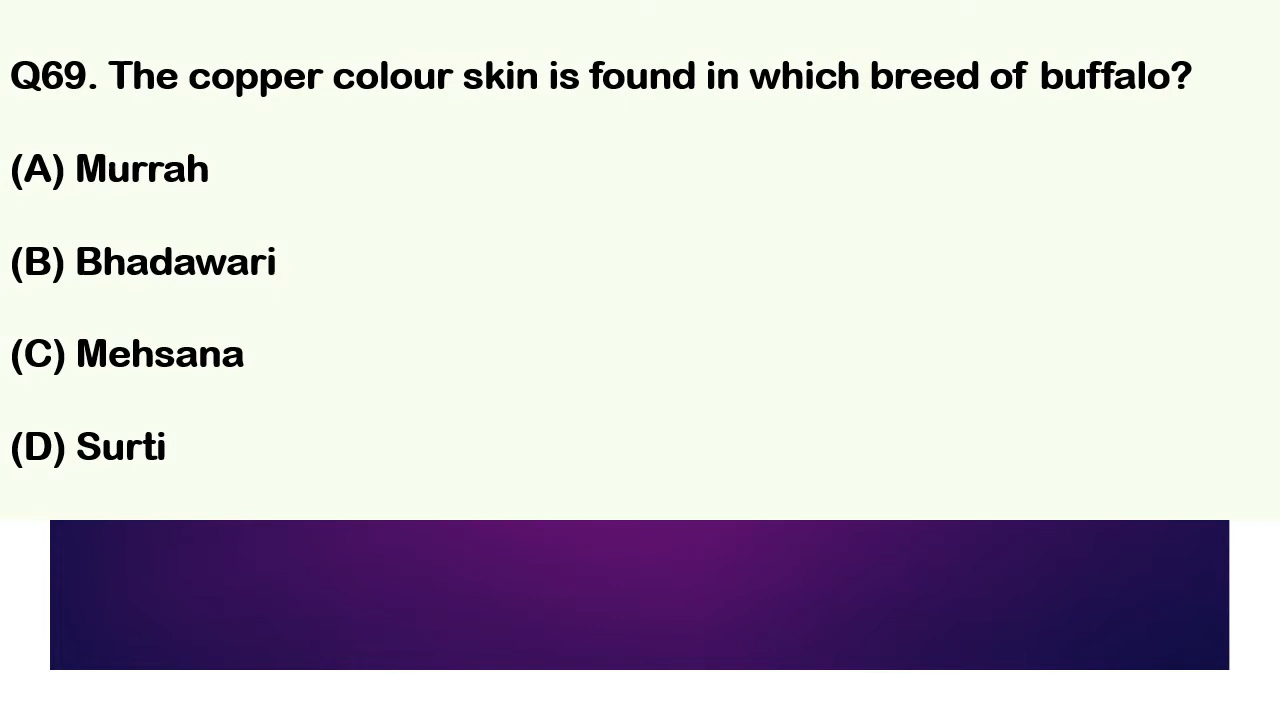 Q69. The copper colour skin is found in which breed of buffalo?
(A) Murrah
(B) Bhadawari
(C) Mehsana
(D) Surti